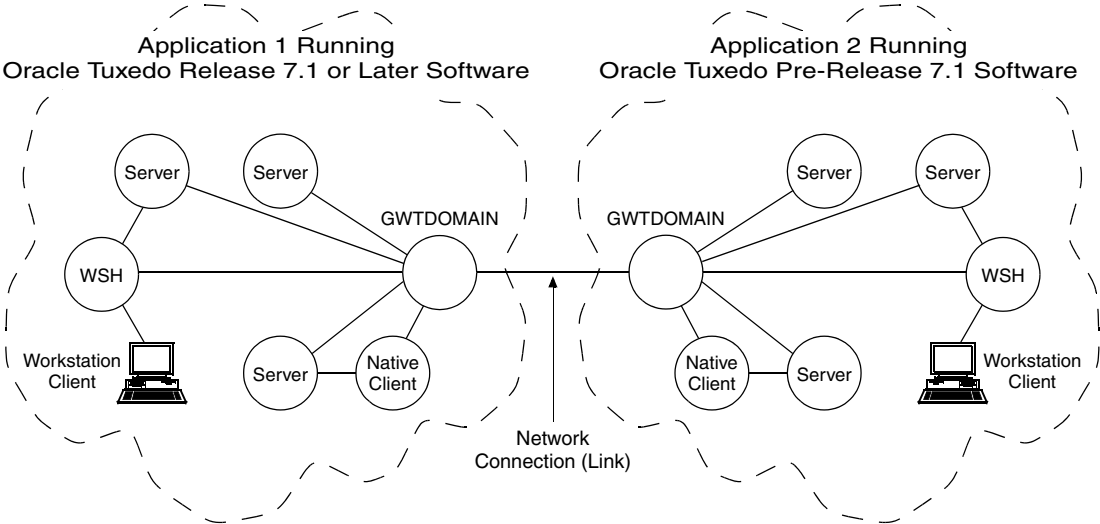 Application 1 Running
Oracle Tuxedo Release 7.1 or Later Software
Application 2 Running
Oracle Tuxedo Pre-Release 7.1 Software
Server
Server
Server
Server
GWTDOMAIN
GWTDOMAIN
WSH
WSH
Workstation
Client
Server
Native
Client
Native
Client
Server
Workstation
Client
Network
Connection (Link)